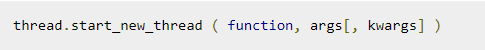 thread.start_new_thread ( function, args[, kwargs] )